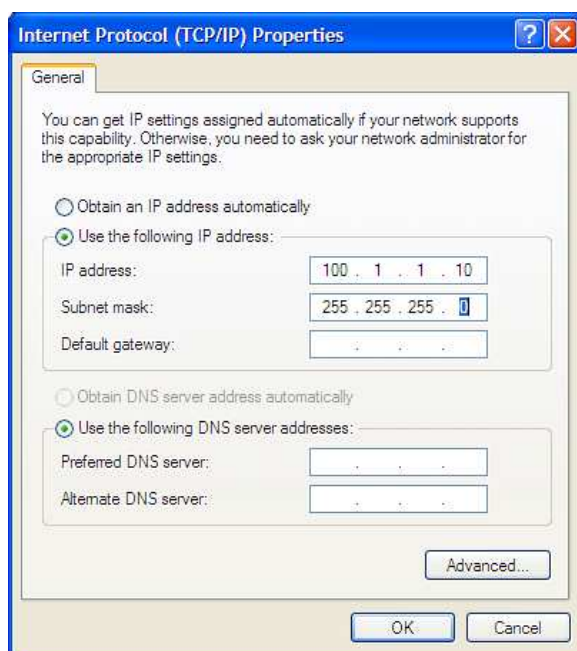 Internet Protocol (TCP/IP) Properties
General
You can get IP settings assigned automatically if your network supports
this capability. Otherwise, you need to ask your network administrator for
the appropriate IP settings.
Obtain an IP address automatically
Use the following IP address:
IP address: 100 . 1 . 1 . 10
Subnet mask: 255 . 255 . 255 . 0
Default gateway: . . .
Obtain DNS server address automatically
Use the following DNS server addresses:
Preferred DNS server: . . .
Alternate DNS server: . . .
Advanced...
OK Cancel